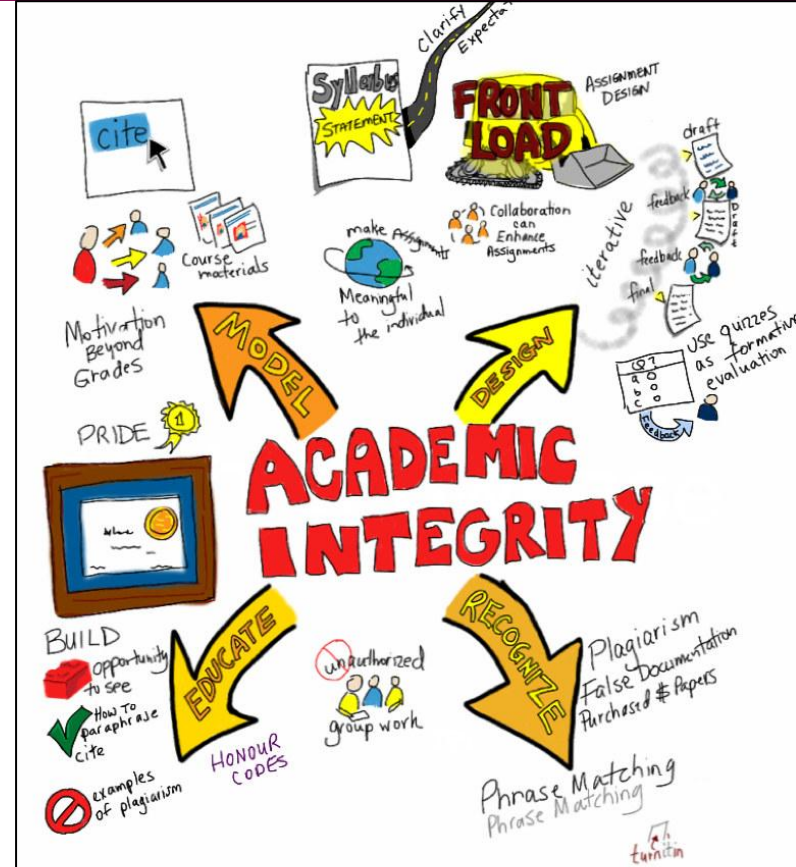 Clarify
Syllabus
STATEMENT
FRONT
LOAD
ASSIGNMENT
DESIGN
cite
Course
materials
Motivation
Beyond
Grades
make Assignments
Meaningful
to
the individual
Collaboration
can
Enhance
Assignments
iterative
draft
feedback
Draft
feedback
final
Q?
a
b
c
Feedback
Use quizzes
as formative
evaluation
MODEL
DESIGN
PRIDE
1
ACADEMIC
INTEGRITY
EDUCATE
RECOGNIZE
BUILD
opportunity
to see
How To
paraphrase
cite
examples
of plagiarism
HONOUR
CODES
unauthorized
group work
Plagiarism
False Documentation
Purchased $ Papers
Phrase Matching
Phrase Matching
turnitin